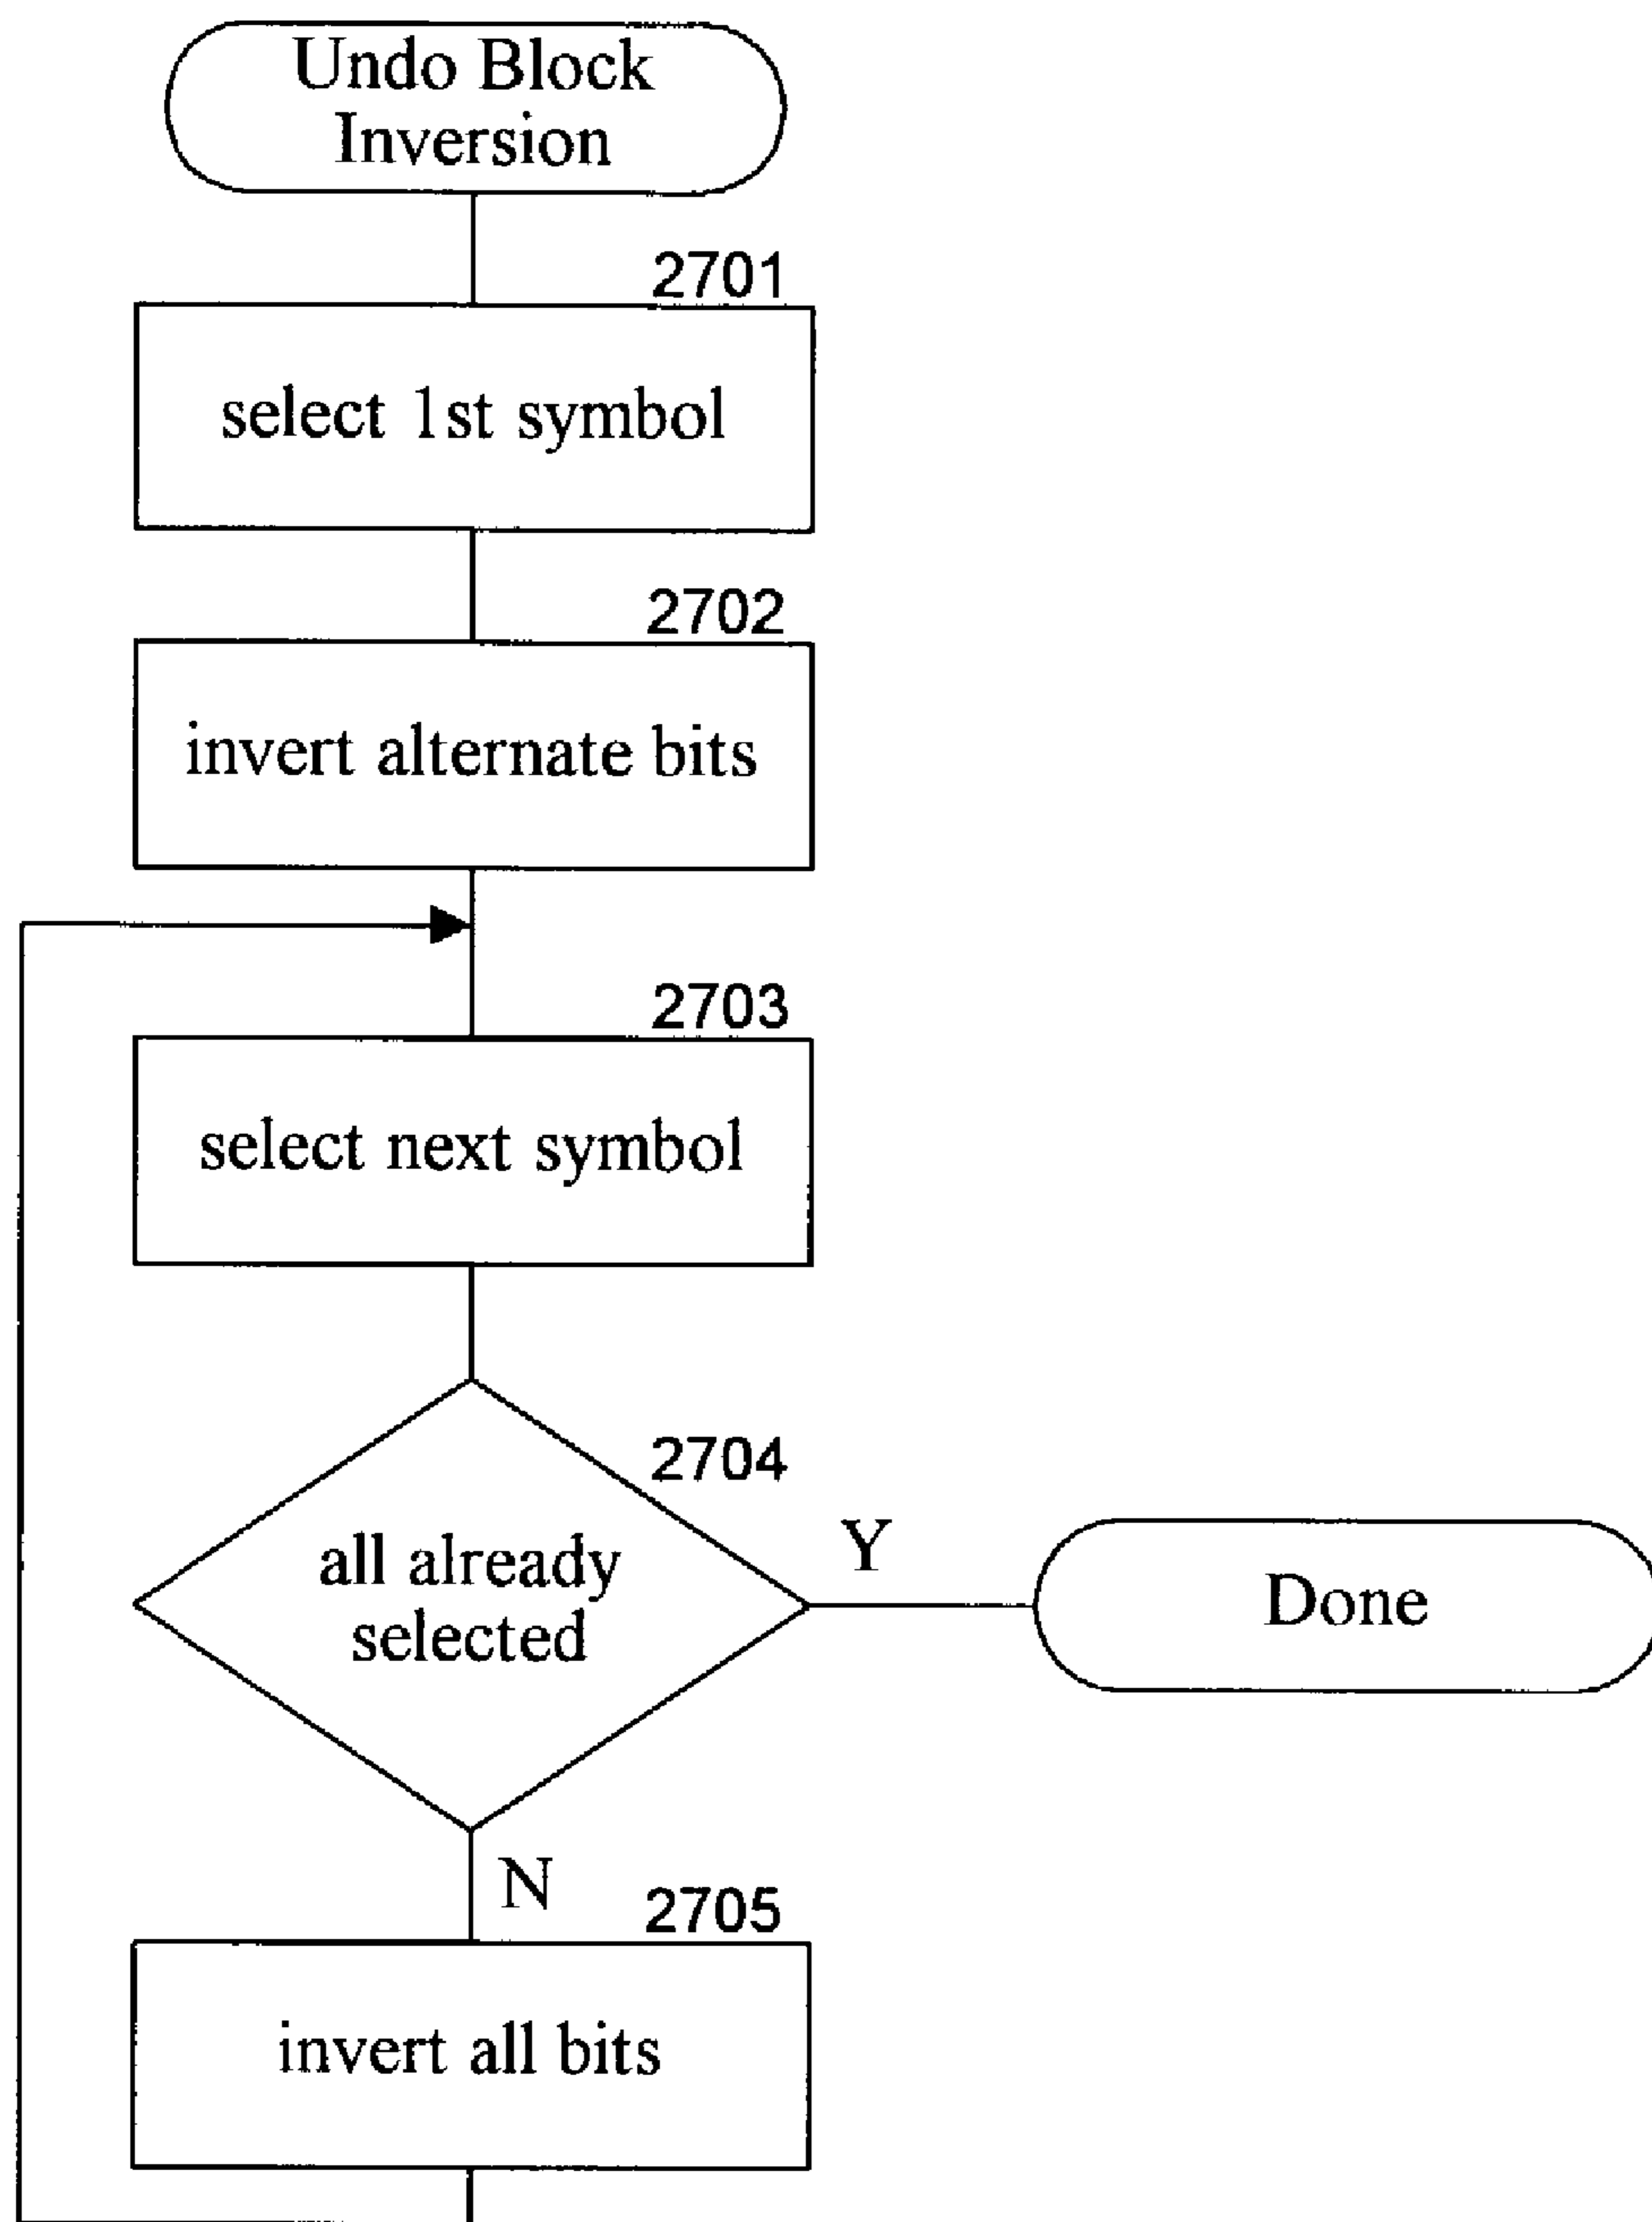 Undo Block
Inversion
2701
select 1st symbol
2702
invert alternate bits
2703
select next symbol
2704
all already
selected
Y
Done
N
2705
invert all bits